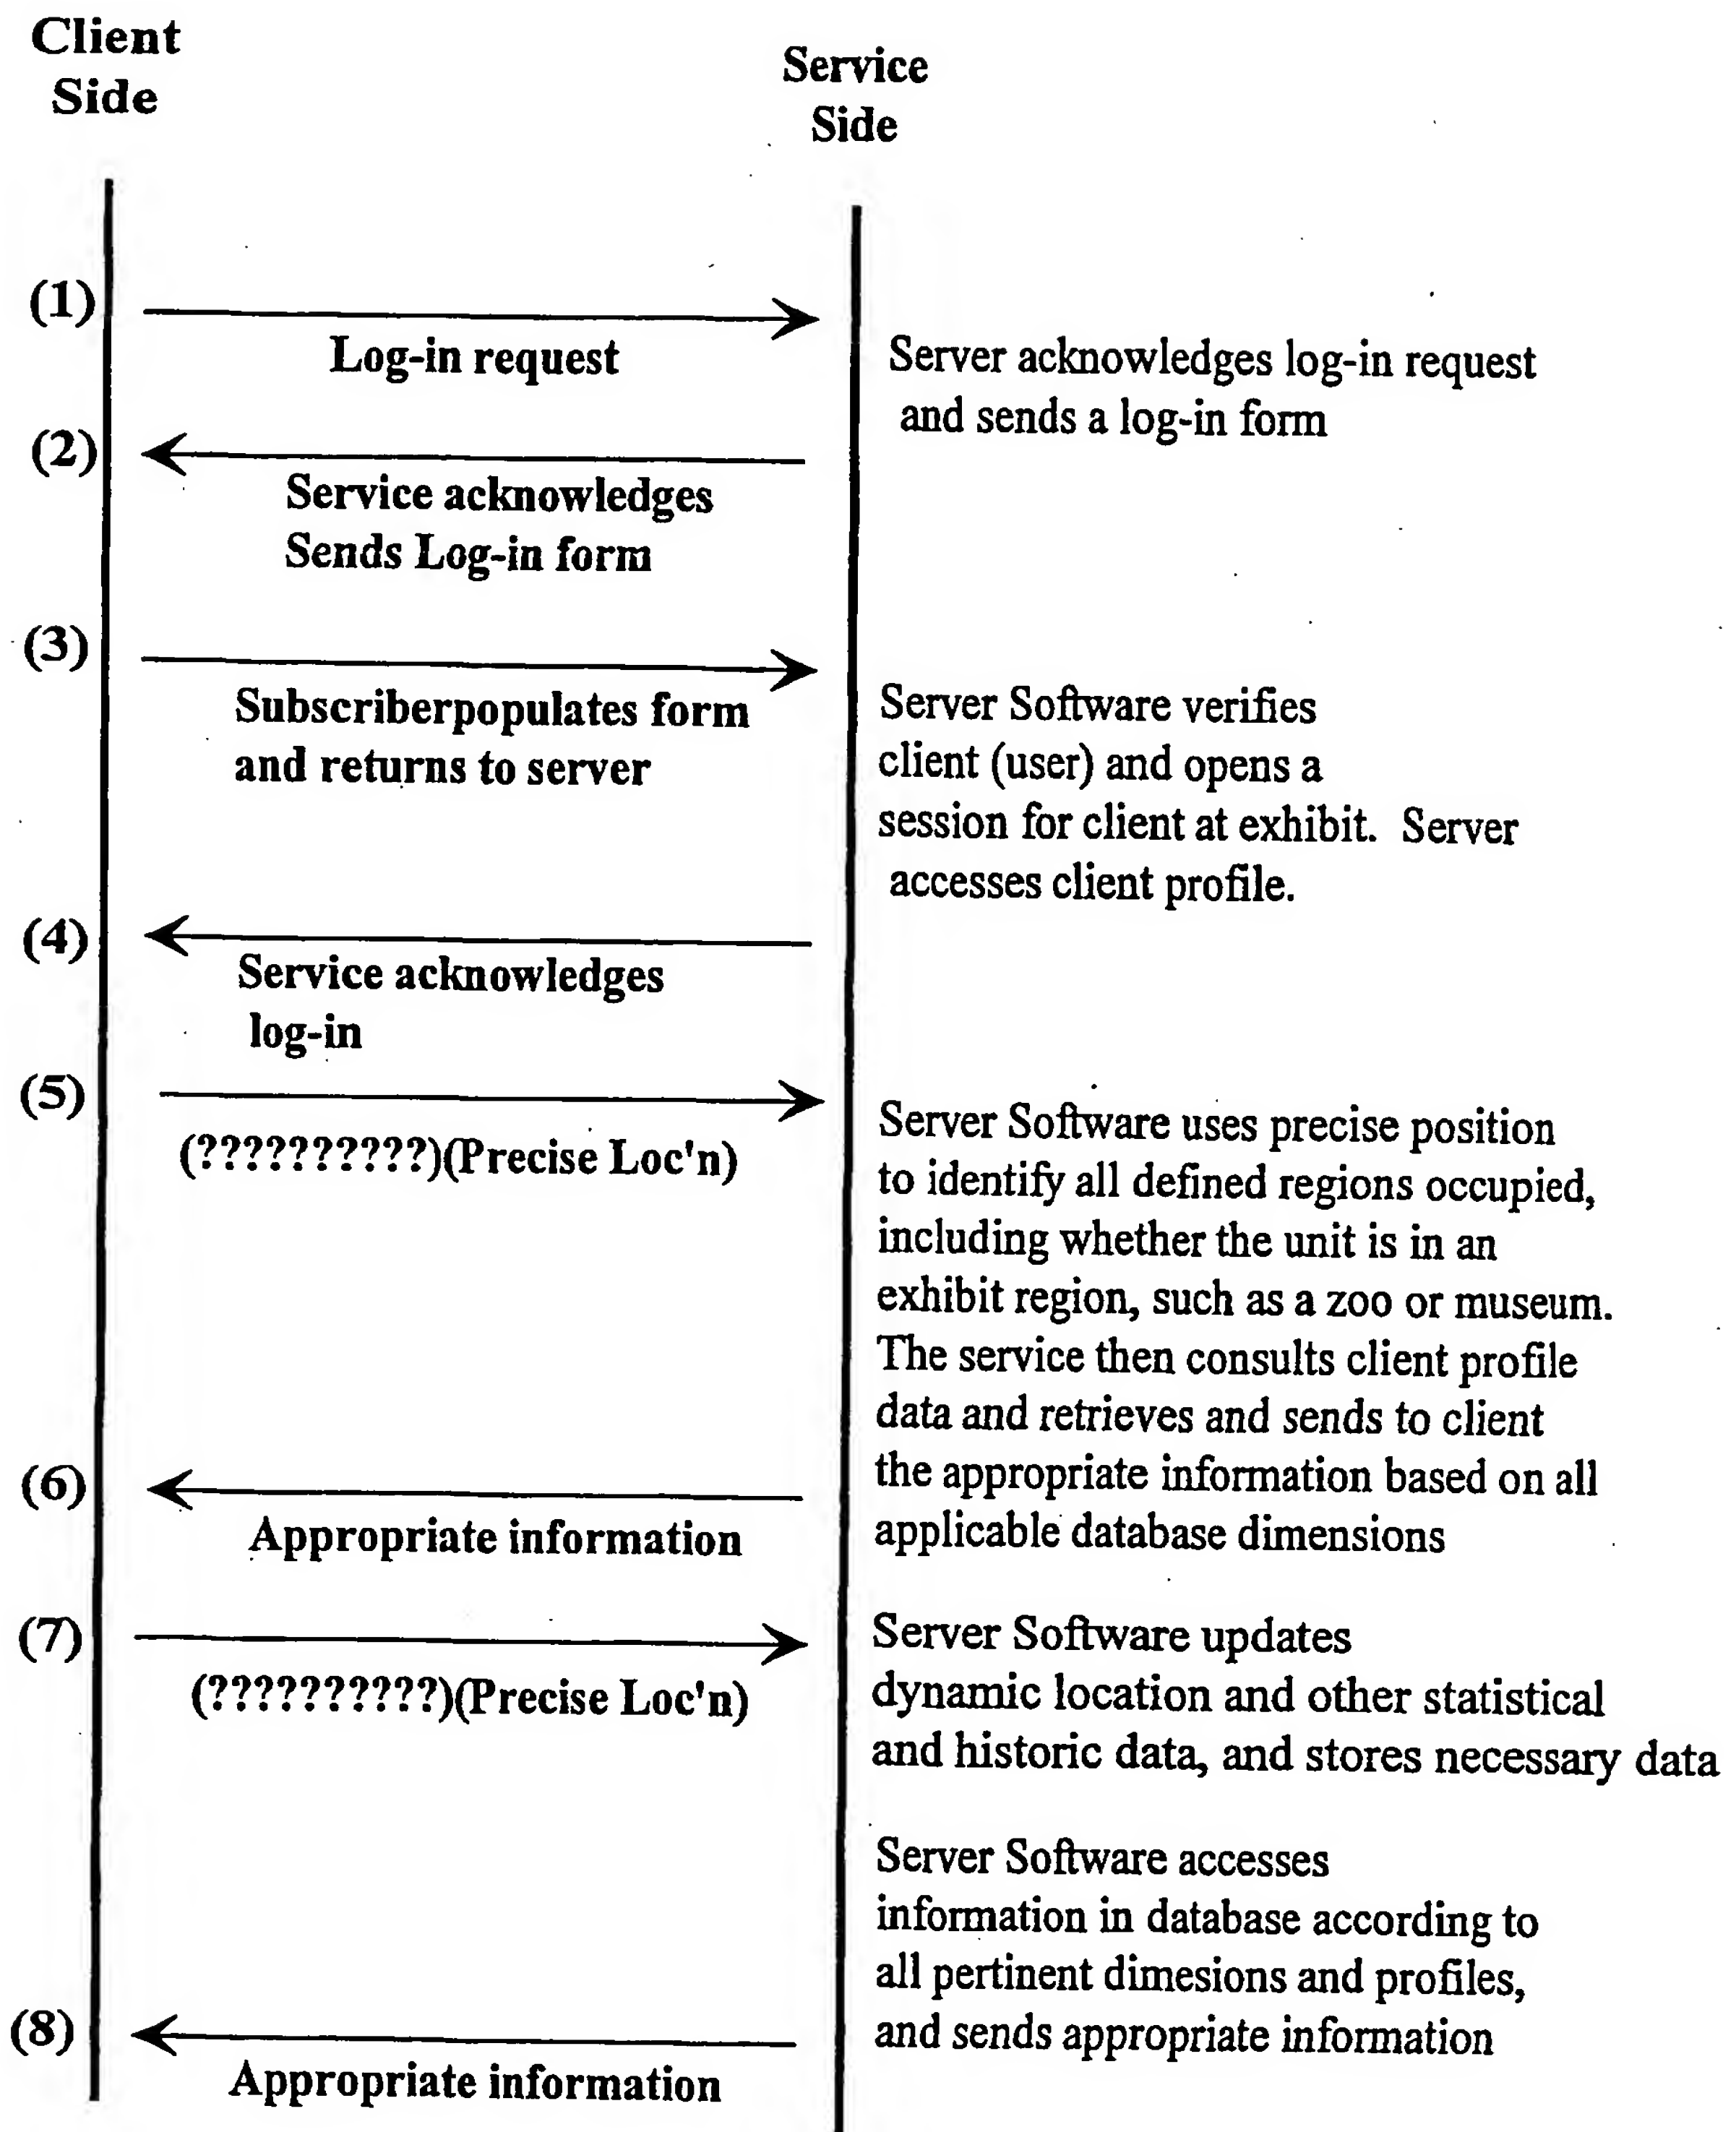 Client
Side
Service
Side
(1)
Log-in request
Server acknowledges log-in request
and sends a log-in form
(2)
Service acknowledges
Sends Log-in form
(3)
Subscriberpopulates form
and returns to server
Server Software verifies
client (user) and opens a
session for client at exhibit. Server
accesses client profile.
(4)
Service acknowledges
log-in
(5)
(??????????)(Precise Loc'n)
Server Software uses precise position
to identify all defined regions occupied,
including whether the unit is in an
exhibit region, such as a zoo or museum.
The service then consults client profile
data and retrieves and sends to client
the appropriate information based on all
applicable database dimensions
(6)
Appropriate information
(7)
(??????????)(Precise Loc'n)
Server Software updates
dynamic location and other statistical
and historic data, and stores necessary data
Server Software accesses
information in database according to
all pertinent dimesions and profiles,
and sends appropriate information
(8)
Appropriate information